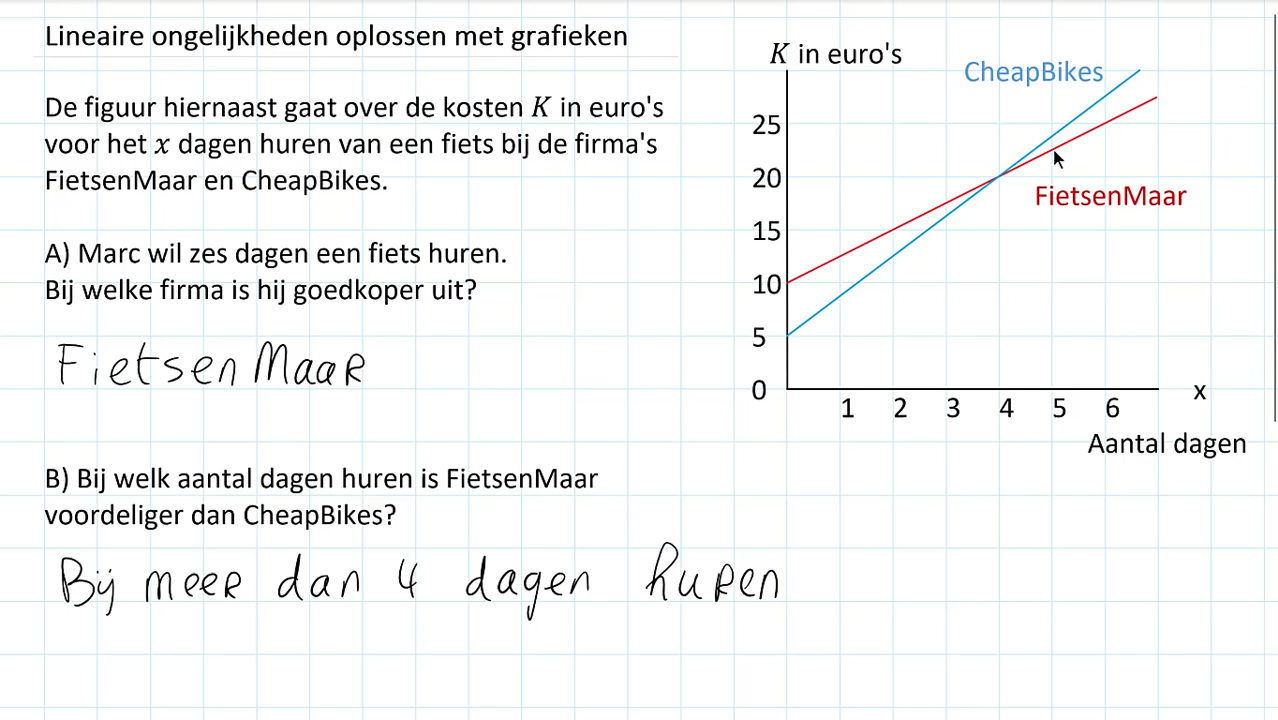 Lineaire ongelijkheden oplossen met grafieken
De figuur hiernaast gaat over de kosten K in euro's
voor het x dagen huren van een fiets bij de firma's
FietsenMaar en CheapBikes.
A) Marc wil zes dagen een fiets huren.
Bij welke firma is hij goedkoper uit?
FietsenMaar
B) Bij welk aantal dagen huren is FietsenMaar
voordeliger dan CheapBikes?
Bij meer dan 4 dagen huren
K in euro's
CheapBikes
25
20
FietsenMaar
15
10
5
0
x
1 2 3 4 5 6
Aantal dagen